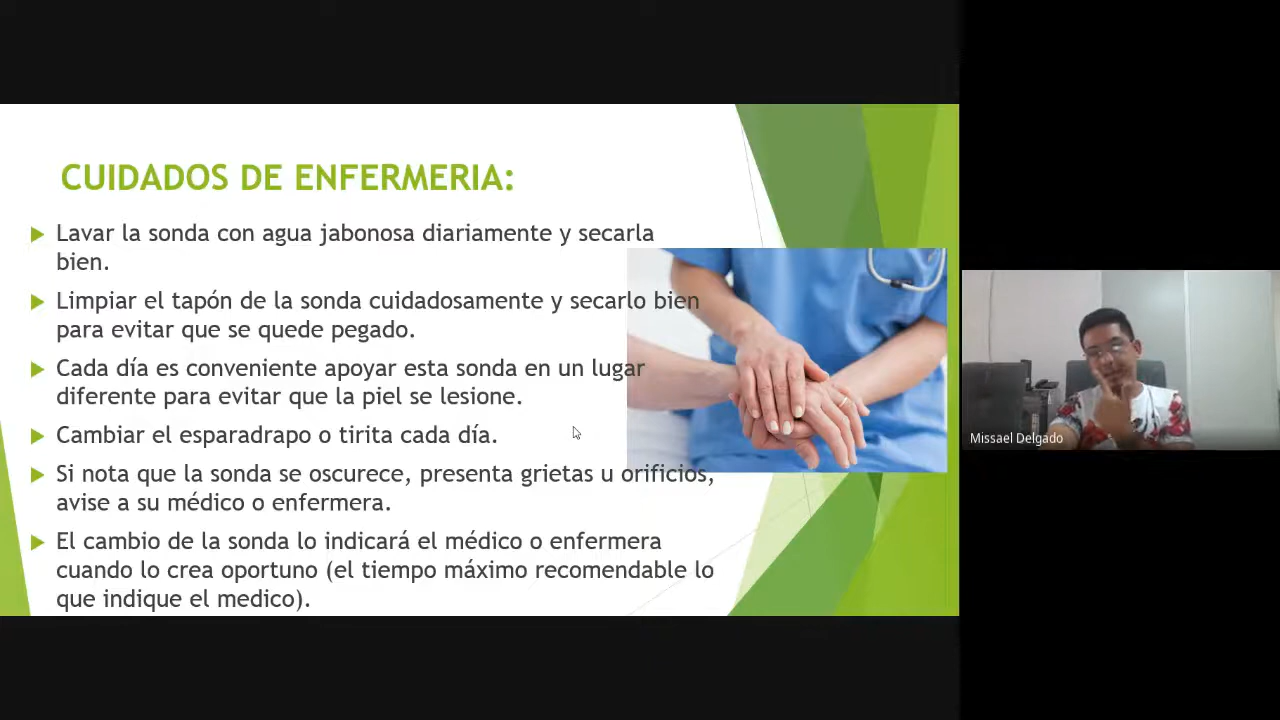 CUIDADOS DE ENFERMERIA:
Lavar la sonda con agua jabonosa diariamente y secarla
bien.
Limpiar el tapón de la sonda cuidadosamente y secarlo bien
para evitar que se quede pegado.
Cada día es conveniente apoyar esta sonda en un lugar
diferente para evitar que la piel se lesione.
Cambiar el esparadrapo o tirita cada día.
Si nota que la sonda se oscurece, presenta grietas u orificios,
avise a su médico o enfermera.
El cambio de la sonda lo indicará el médico o enfermera
cuando lo crea oportuno (el tiempo máximo recomendable lo
que indique el medico).
Missael Delgado